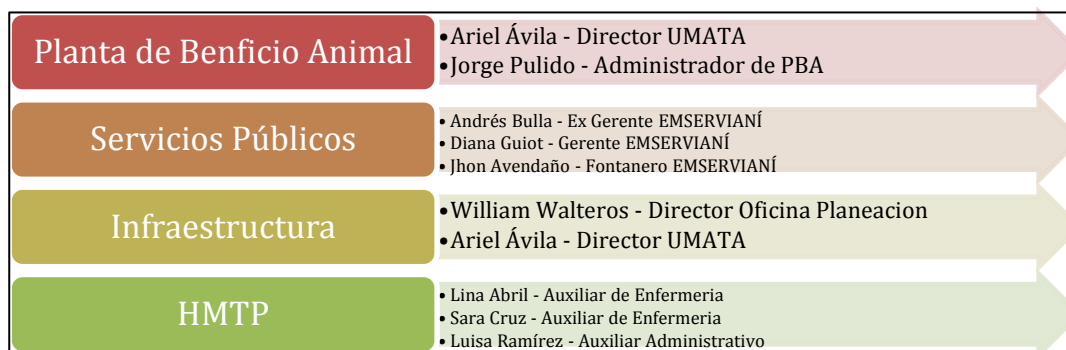 Planta de Benficio Animal
• Ariel Ávila - Director UMATA
• Jorge Pulido - Administrador de PBA
Servicios Públicos
• Andrés Bulla - Ex Gerente EMSERVIANÍ
• Diana Guiot - Gerente EMSERVIANÍ
• Jhon Avendaño - Fontanero EMSERVIANÍ
Infraestructura
• William Walteros - Director Oficina Planeacion
• Ariel Ávila - Director UMATA
HMTP
• Lina Abril - Auxiliar de Enfermeria
• Sara Cruz - Auxiliar de Enfermeria
• Luisa Ramírez - Auxiliar Administrativo